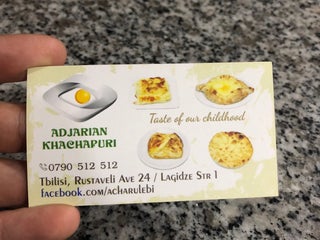 Taste of our childhood
ADJARIAN
KHACHAPURI
0790 512 512
Tbilisi, Rustaveli Ave 24 / Lagidze Str 1
facebook.com/acharulebi